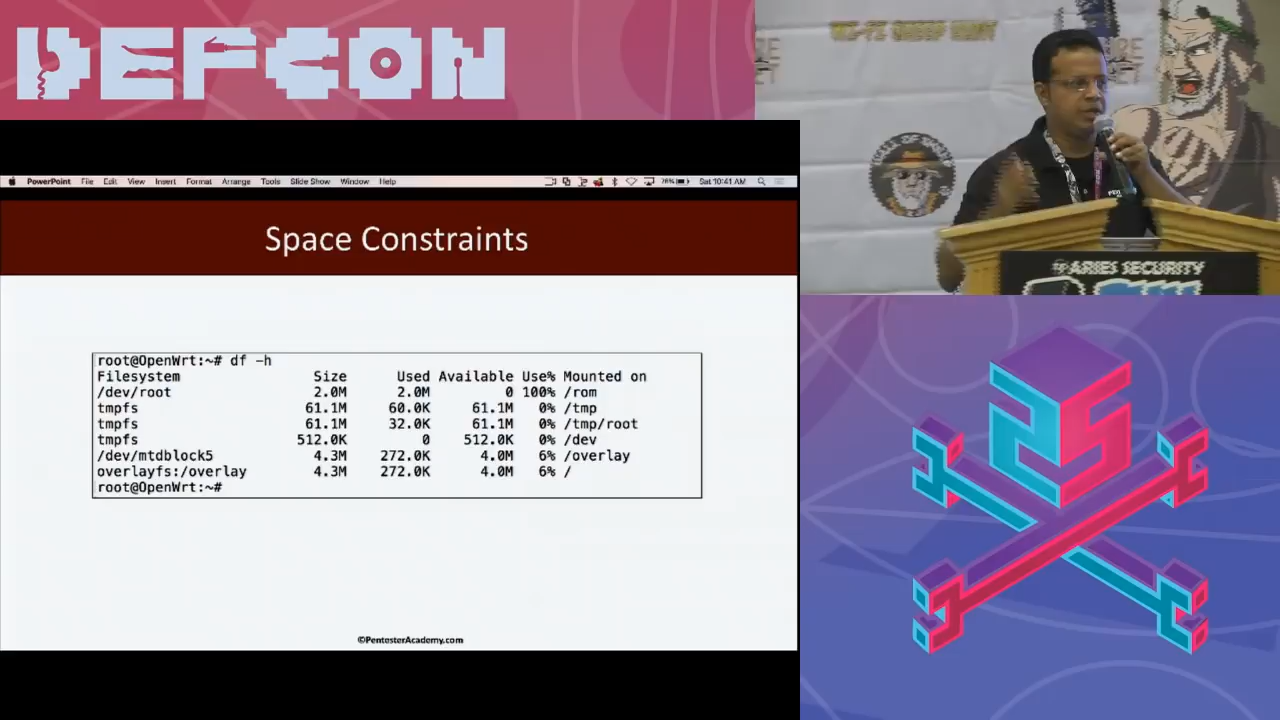 DEFCON
PowerPoint File Edit View Insert Format Arrange Tools Slide Show Window Help 76% Sat 10:41 AM
Space Constraints
root@OpenWrt:~# df -h
Filesystem Size Used Available Use% Mounted on
/dev/root 2.0M 2.0M 0 100% /rom
tmpfs 61.1M 60.0K 61.1M 0% /tmp
tmpfs 61.1M 32.0K 61.1M 0% /tmp/root
tmpfs 512.0K 0 512.0K 0% /dev
/dev/mtdblock5 4.3M 272.0K 4.0M 6% /overlay
overlayfs:/overlay 4.3M 272.0K 4.0M 6% /
root@OpenWrt:~#
©PentesterAcademy.com
ARIES SECURITY
25